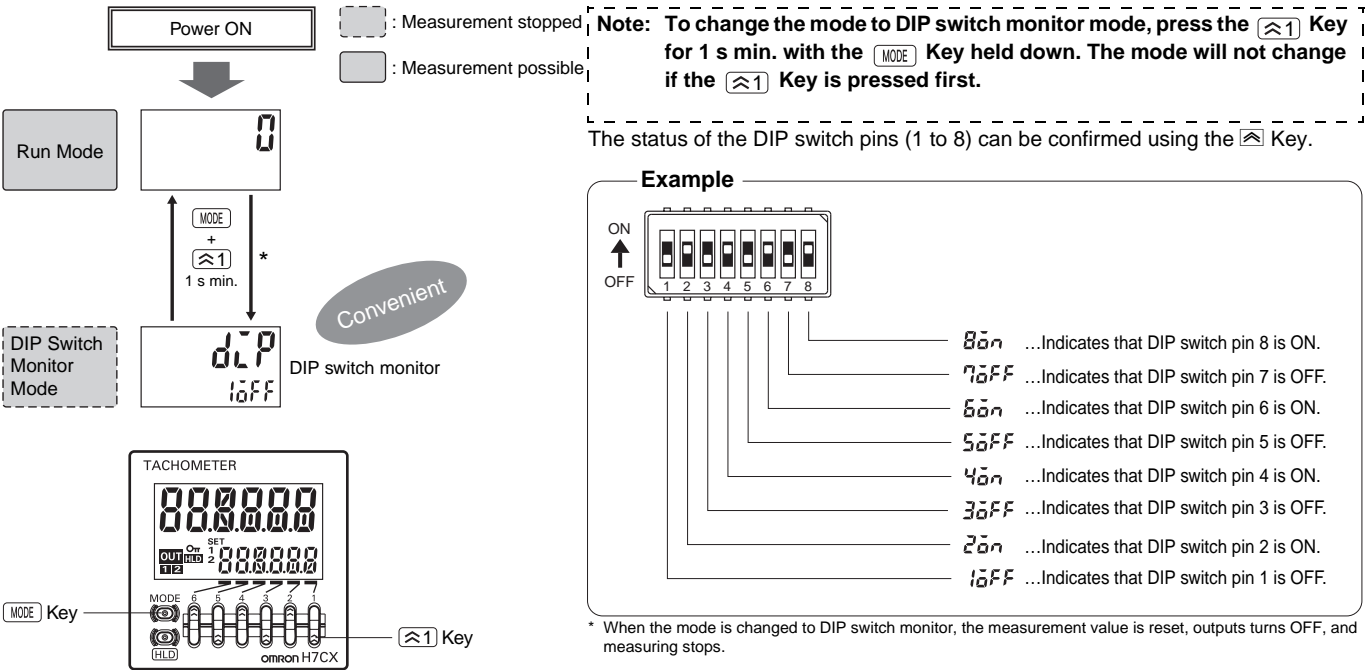 Power ON
: Measurement stopped
: Measurement possible
Run Mode
0
MODE
+
1
1 s min.
*
Convenient
DIP Switch
Monitor
Mode
dip
1oFF
DIP switch monitor
TACHOMETER
888888
SET
OUT HLD 1
1 2 2 888888
MODE 6 5 4 3 2 1
HLD
OMRON H7CX
MODE Key
1 Key
Note: To change the mode to DIP switch monitor mode, press the 1 Key
for 1 s min. with the MODE Key held down. The mode will not change
if the 1 Key is pressed first.
The status of the DIP switch pins (1 to 8) can be confirmed using the Key.
Example
ON
OFF
1 2 3 4 5 6 7 8
8on …Indicates that DIP switch pin 8 is ON.
7oFF …Indicates that DIP switch pin 7 is OFF.
6on …Indicates that DIP switch pin 6 is ON.
5oFF …Indicates that DIP switch pin 5 is OFF.
4on …Indicates that DIP switch pin 4 is ON.
3oFF …Indicates that DIP switch pin 3 is OFF.
2on …Indicates that DIP switch pin 2 is ON.
1oFF …Indicates that DIP switch pin 1 is OFF.
* When the mode is changed to DIP switch monitor, the measurement value is reset, outputs turns OFF, and
measuring stops.